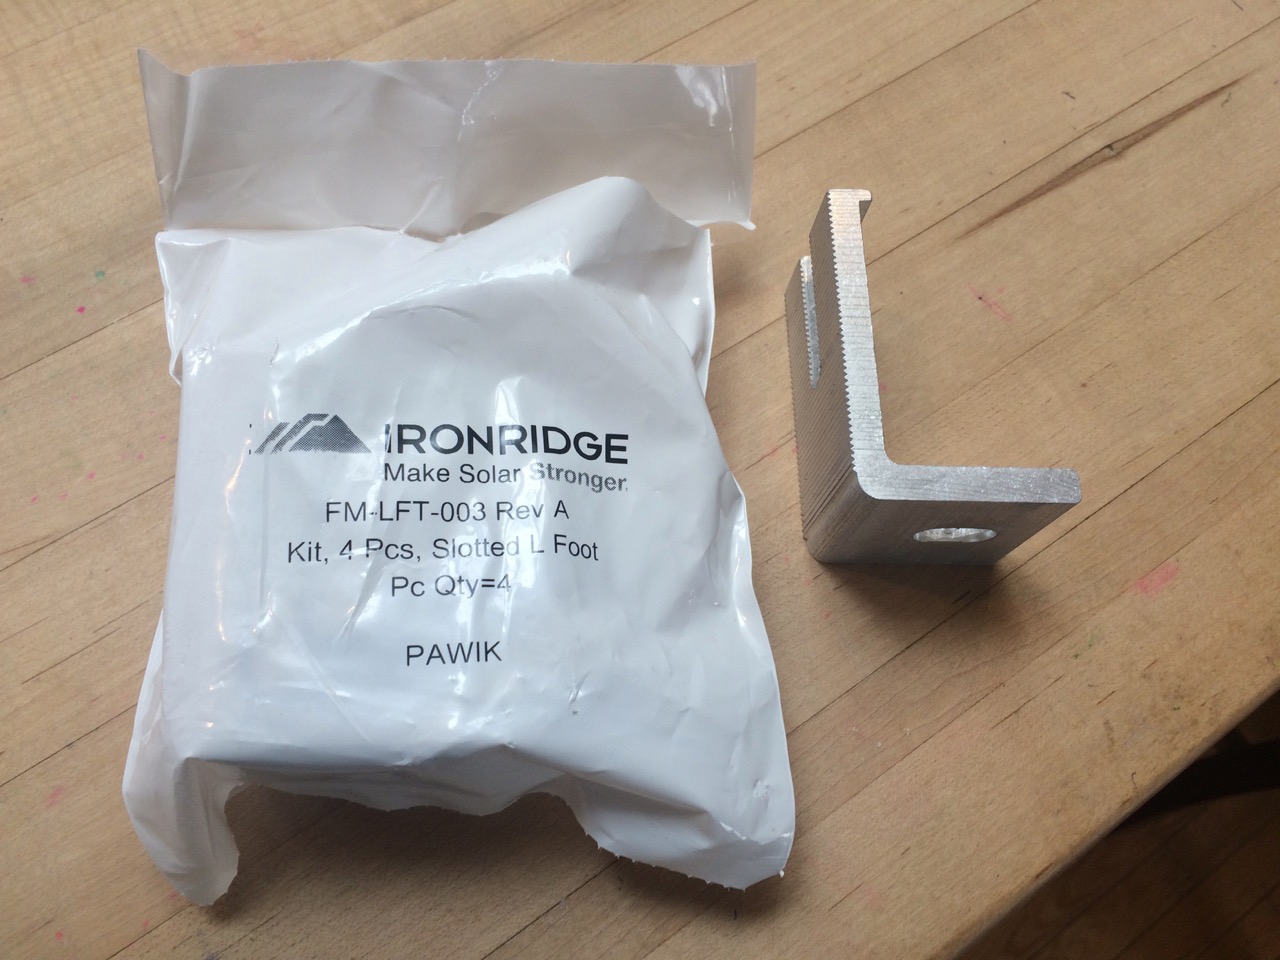 IRONRIDGE
Make Solar Stronger.
FM-LFT-003 Rev A
Kit, 4 Pcs, Slotted L Foot
Pc Qty=4
PAWIK